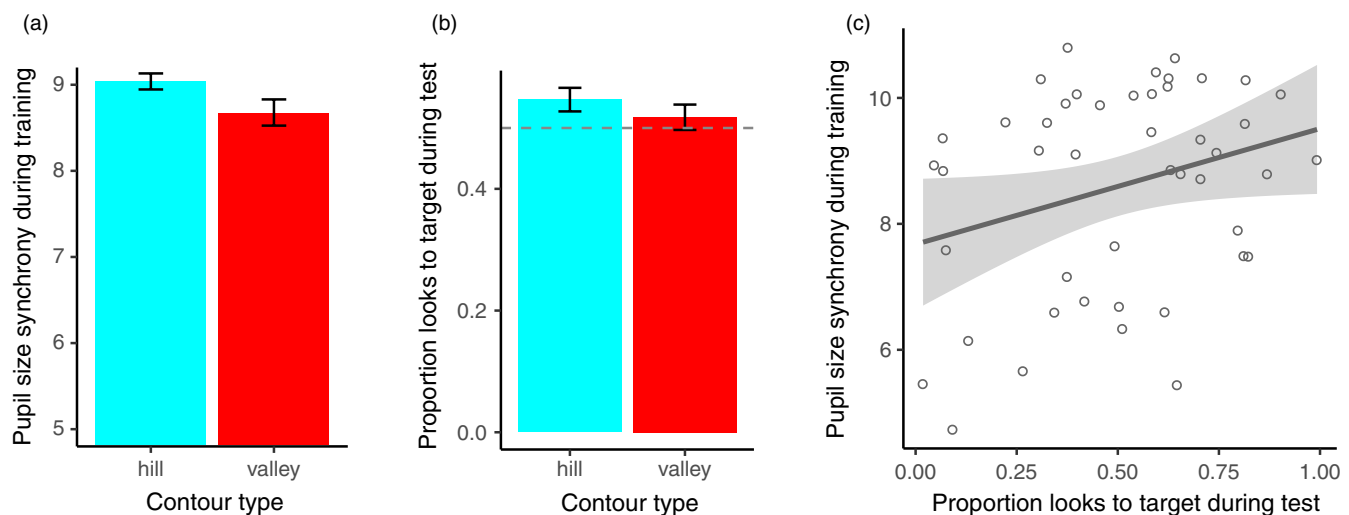 (a)
Pupil size synchrony during training
9
8
7
6
5
hill valley
Contour type
(b)
Proportion looks to target during test
0.4
0.2
0.0
hill valley
Contour type
(c)
Pupil size synchrony during training
10
8
6
0.00 0.25 0.50 0.75 1.00
Proportion looks to target during test